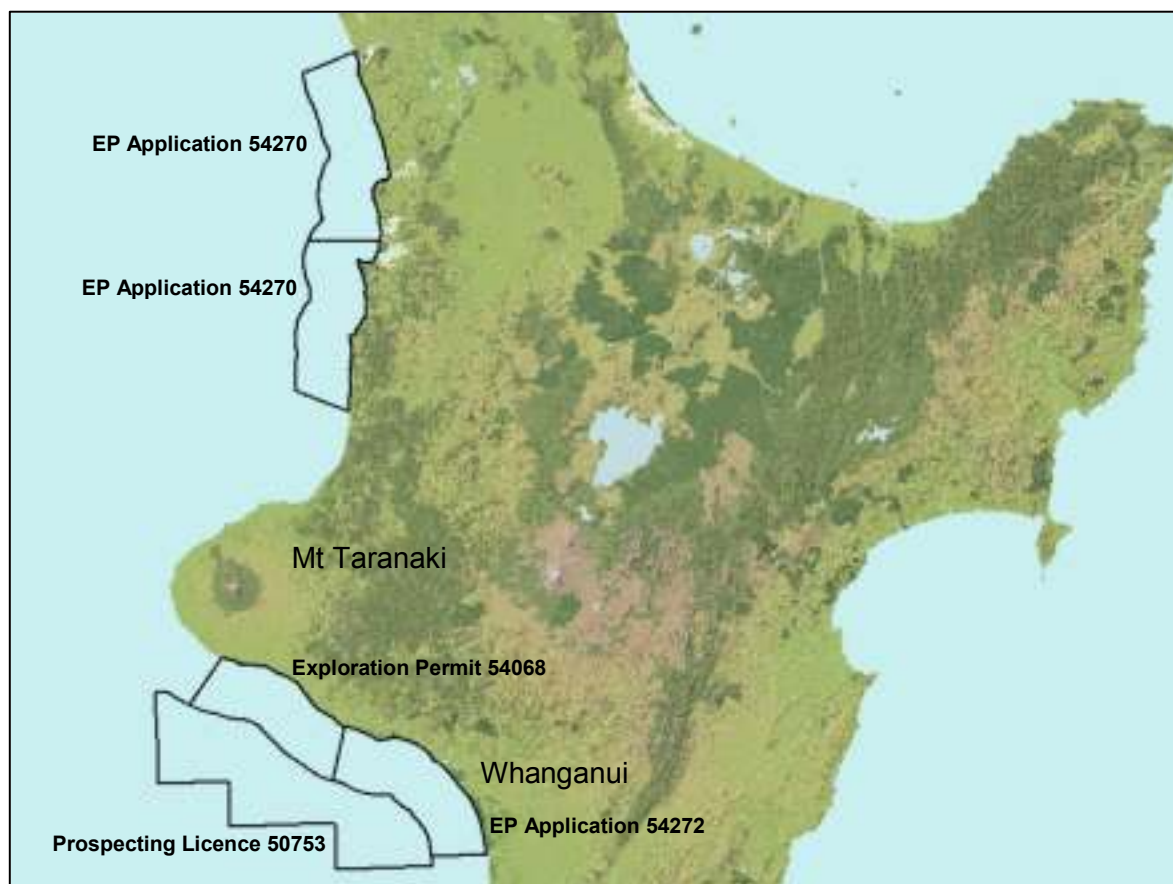 EP Application 54270
EP Application 54270
Mt Taranaki
Exploration Permit 54068
Whanganui
EP Application 54272
Prospecting Licence 50753